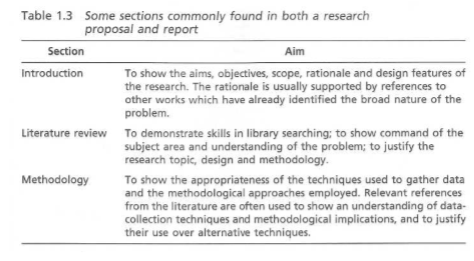 Table 1.3 Some sections commonly found in both a research
proposal and report
Section Aim
Introduction To show the aims, objectives, scope, rationale and design features of
the research. The rationale is usually supported by references to
other works which have already identified the broad nature of the
problem.
Literature review To demonstrate skills in library searching; to show command of the
subject area and understanding of the problem; to justify the
research topic, design and methodology.
Methodology To show the appropriateness of the techniques used to gather data
and the methodological approaches employed. Relevant references
from the literature are often used to show an understanding of data-
collection techniques and methodological implications, and to justify
their use over alternative techniques.